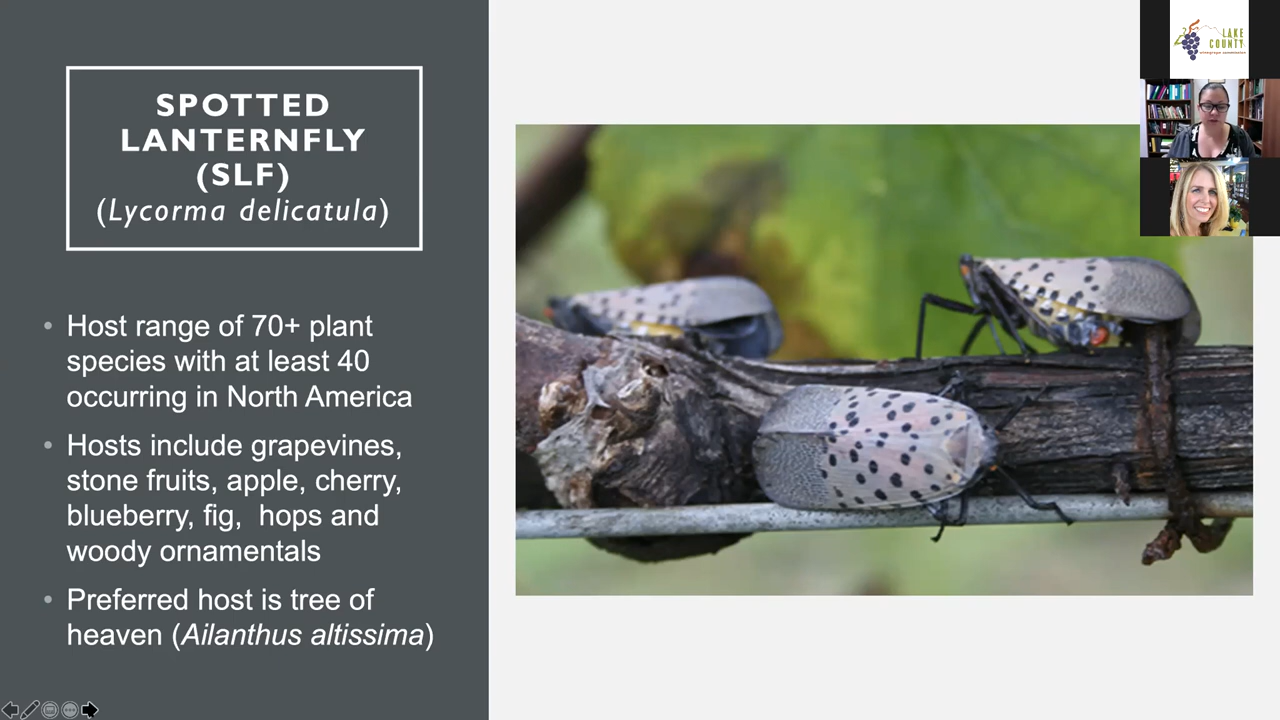 SPOTTED
LANTERNFLY
(SLF)
(Lycorma delicatula)
• Host range of 70+ plant
species with at least 40
occurring in North America
• Hosts include grapevines,
stone fruits, apple, cherry,
blueberry, fig, hops and
woody ornamentals
• Preferred host is tree of
heaven (Ailanthus altissima)
LAKE
COUNTY